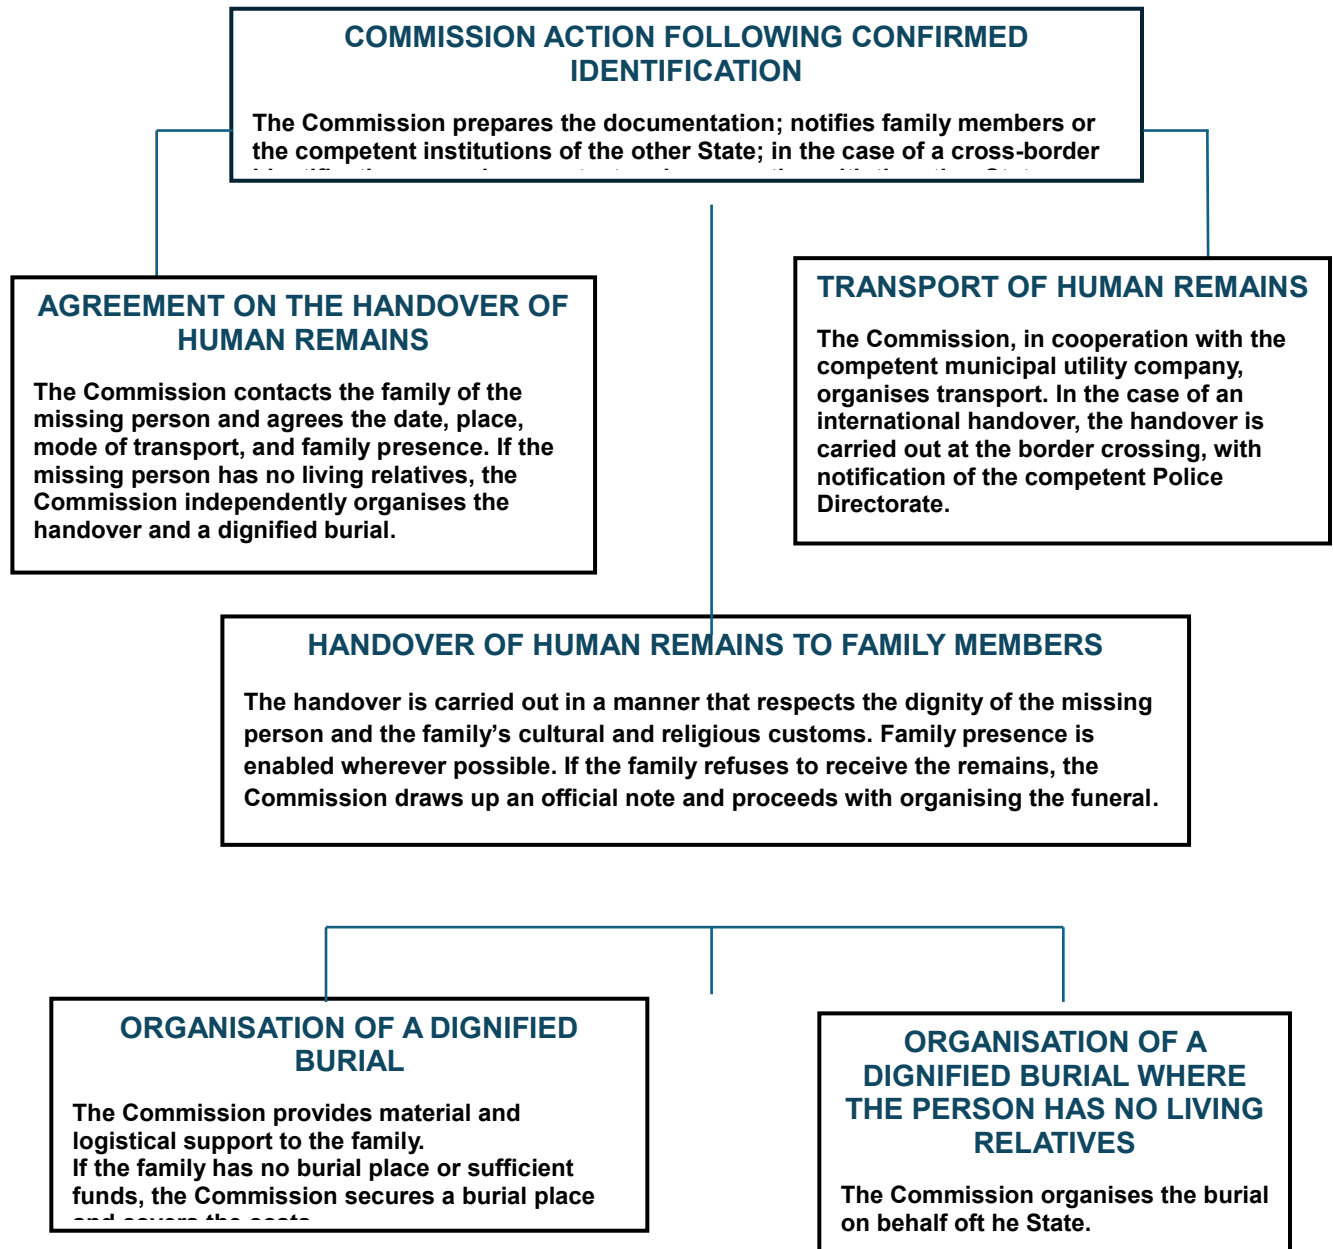 COMMISSION ACTION FOLLOWING CONFIRMED
IDENTIFICATION
The Commission prepares the documentation; notifies family members or
the competent institutions of the other State; in the case of a cross-border
AGREEMENT ON THE HANDOVER OF
HUMAN REMAINS
The Commission contacts the family of the
missing person and agrees the date, place,
mode of transport, and family presence. If the
missing person has no living relatives, the
Commission independently organises the
handover and a dignified burial.
TRANSPORT OF HUMAN REMAINS
The Commission, in cooperation with the
competent municipal utility company,
organises transport. In the case of an
international handover, the handover is
carried out at the border crossing, with
notification of the competent Police
Directorate.
HANDOVER OF HUMAN REMAINS TO FAMILY MEMBERS
The handover is carried out in a manner that respects the dignity of the missing
person and the family’s cultural and religious customs. Family presence is
enabled wherever possible. If the family refuses to receive the remains, the
Commission draws up an official note and proceeds with organising the funeral.
ORGANISATION OF A DIGNIFIED
BURIAL
The Commission provides material and
logistical support to the family.
If the family has no burial place or sufficient
funds, the Commission secures a burial place
and covers the costs
ORGANISATION OF A
DIGNIFIED BURIAL WHERE
THE PERSON HAS NO LIVING
RELATIVES
The Commission organises the burial
on behalf oft he State.